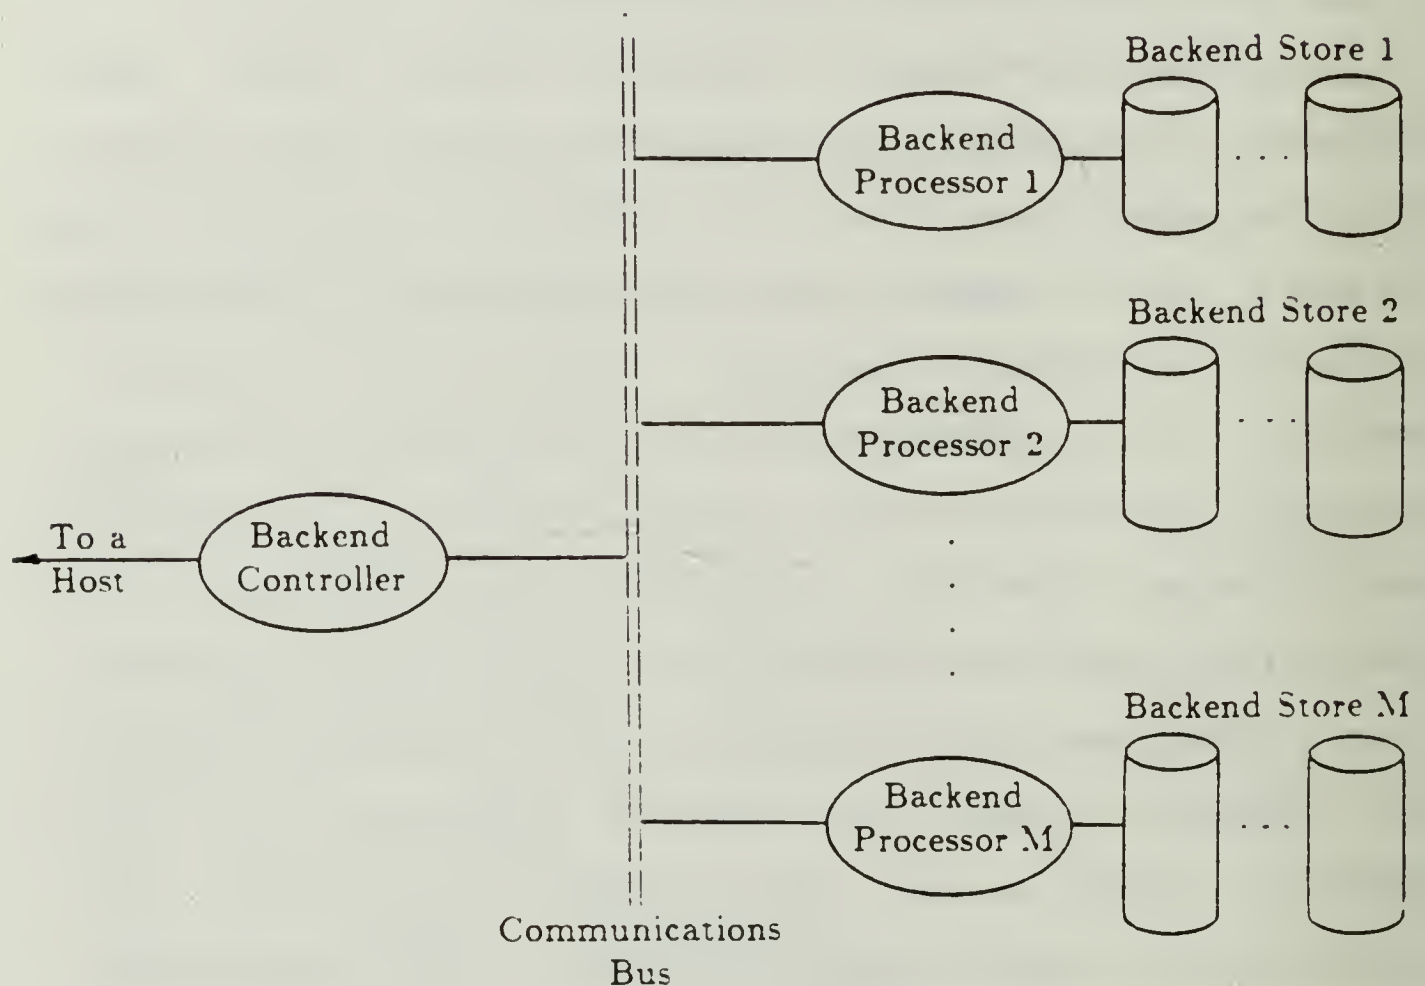 Backend Store 1
Backend
Processor 1
Backend Store 2
Backend
Processor 2
To a
Host
Backend
Controller
Backend Store M
Backend
Processor M
Communications
Bus